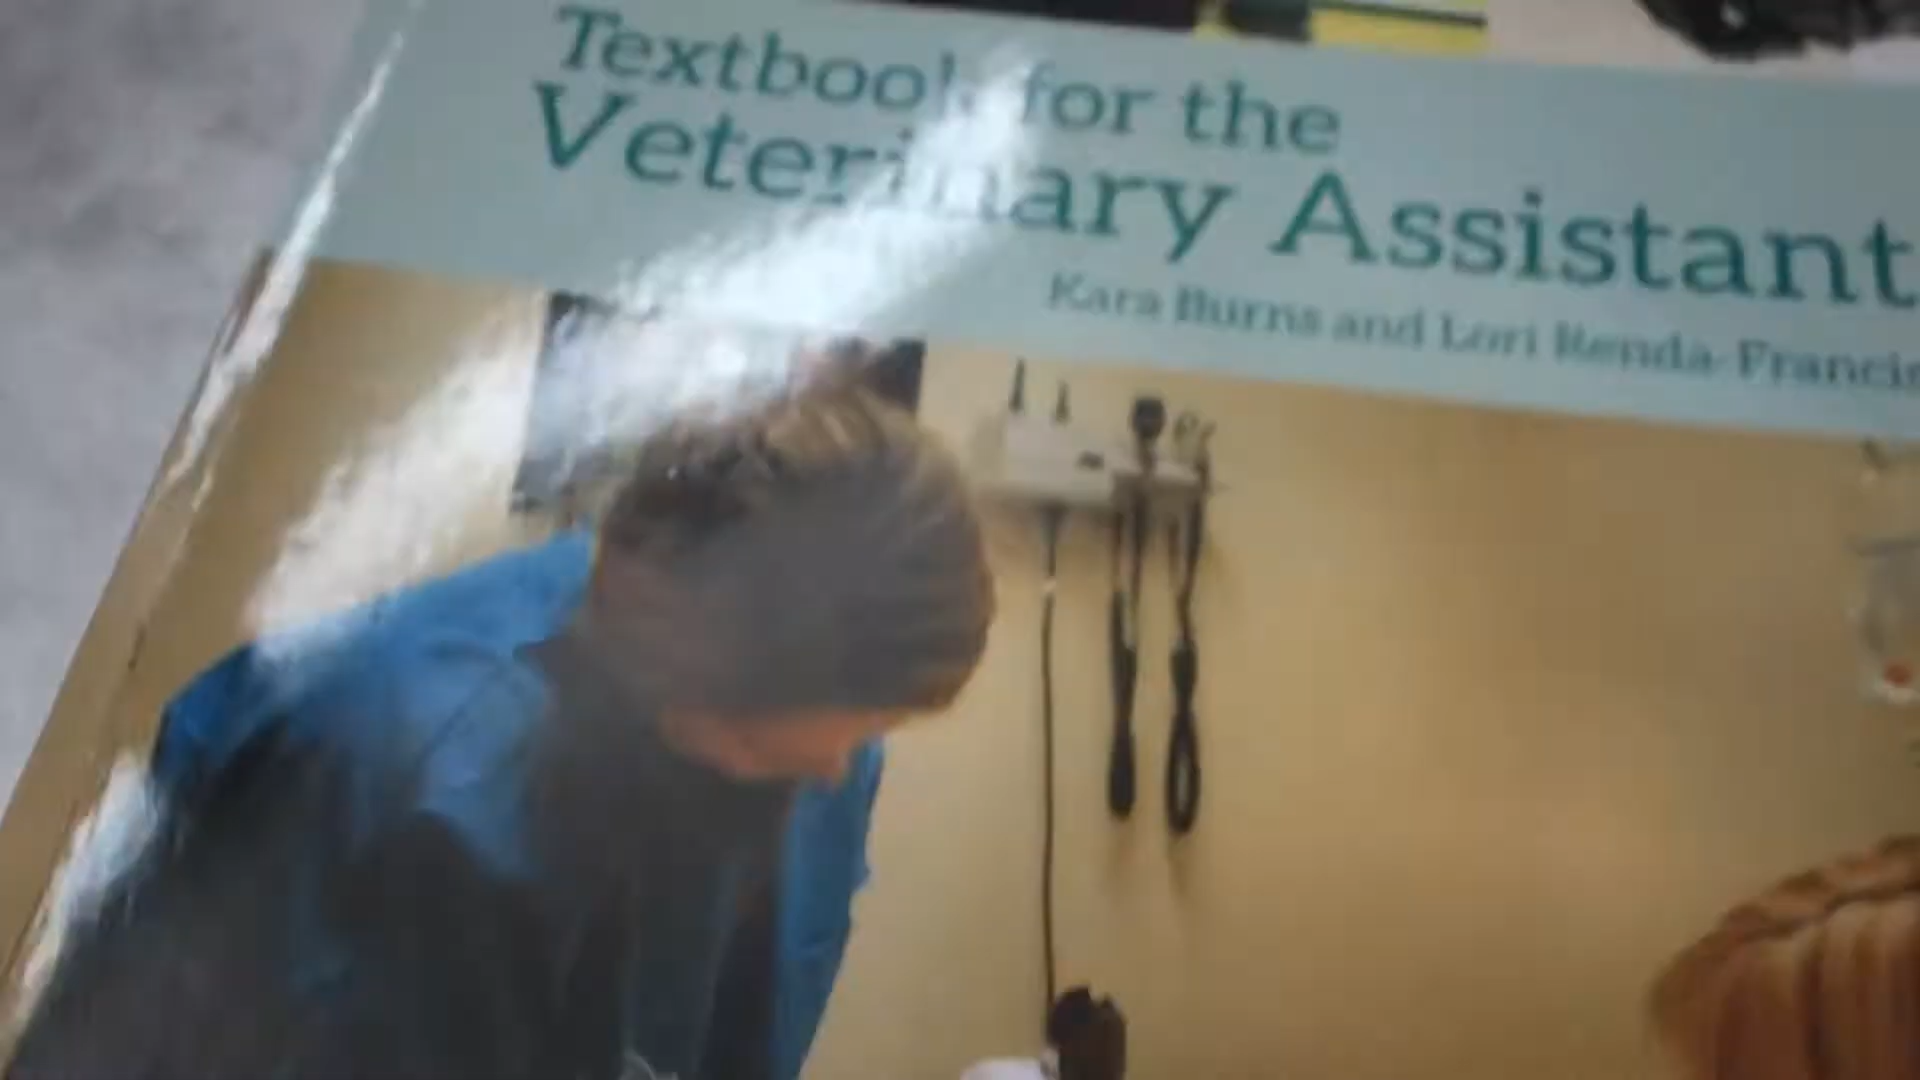 Textbook for the
Veterinary Assistant
Kara Burns and Lori Renda-Francis